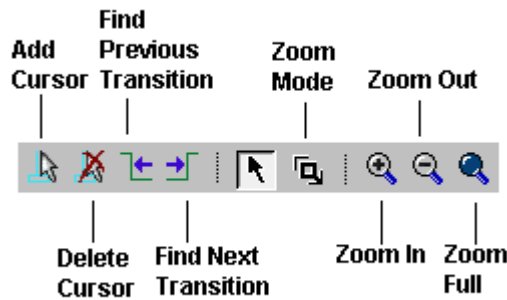 Find
Previous
Transition
Add
Cursor
Zoom
Mode
Zoom Out
Delete
Cursor
Find Next
Transition
Zoom In
Zoom
Full